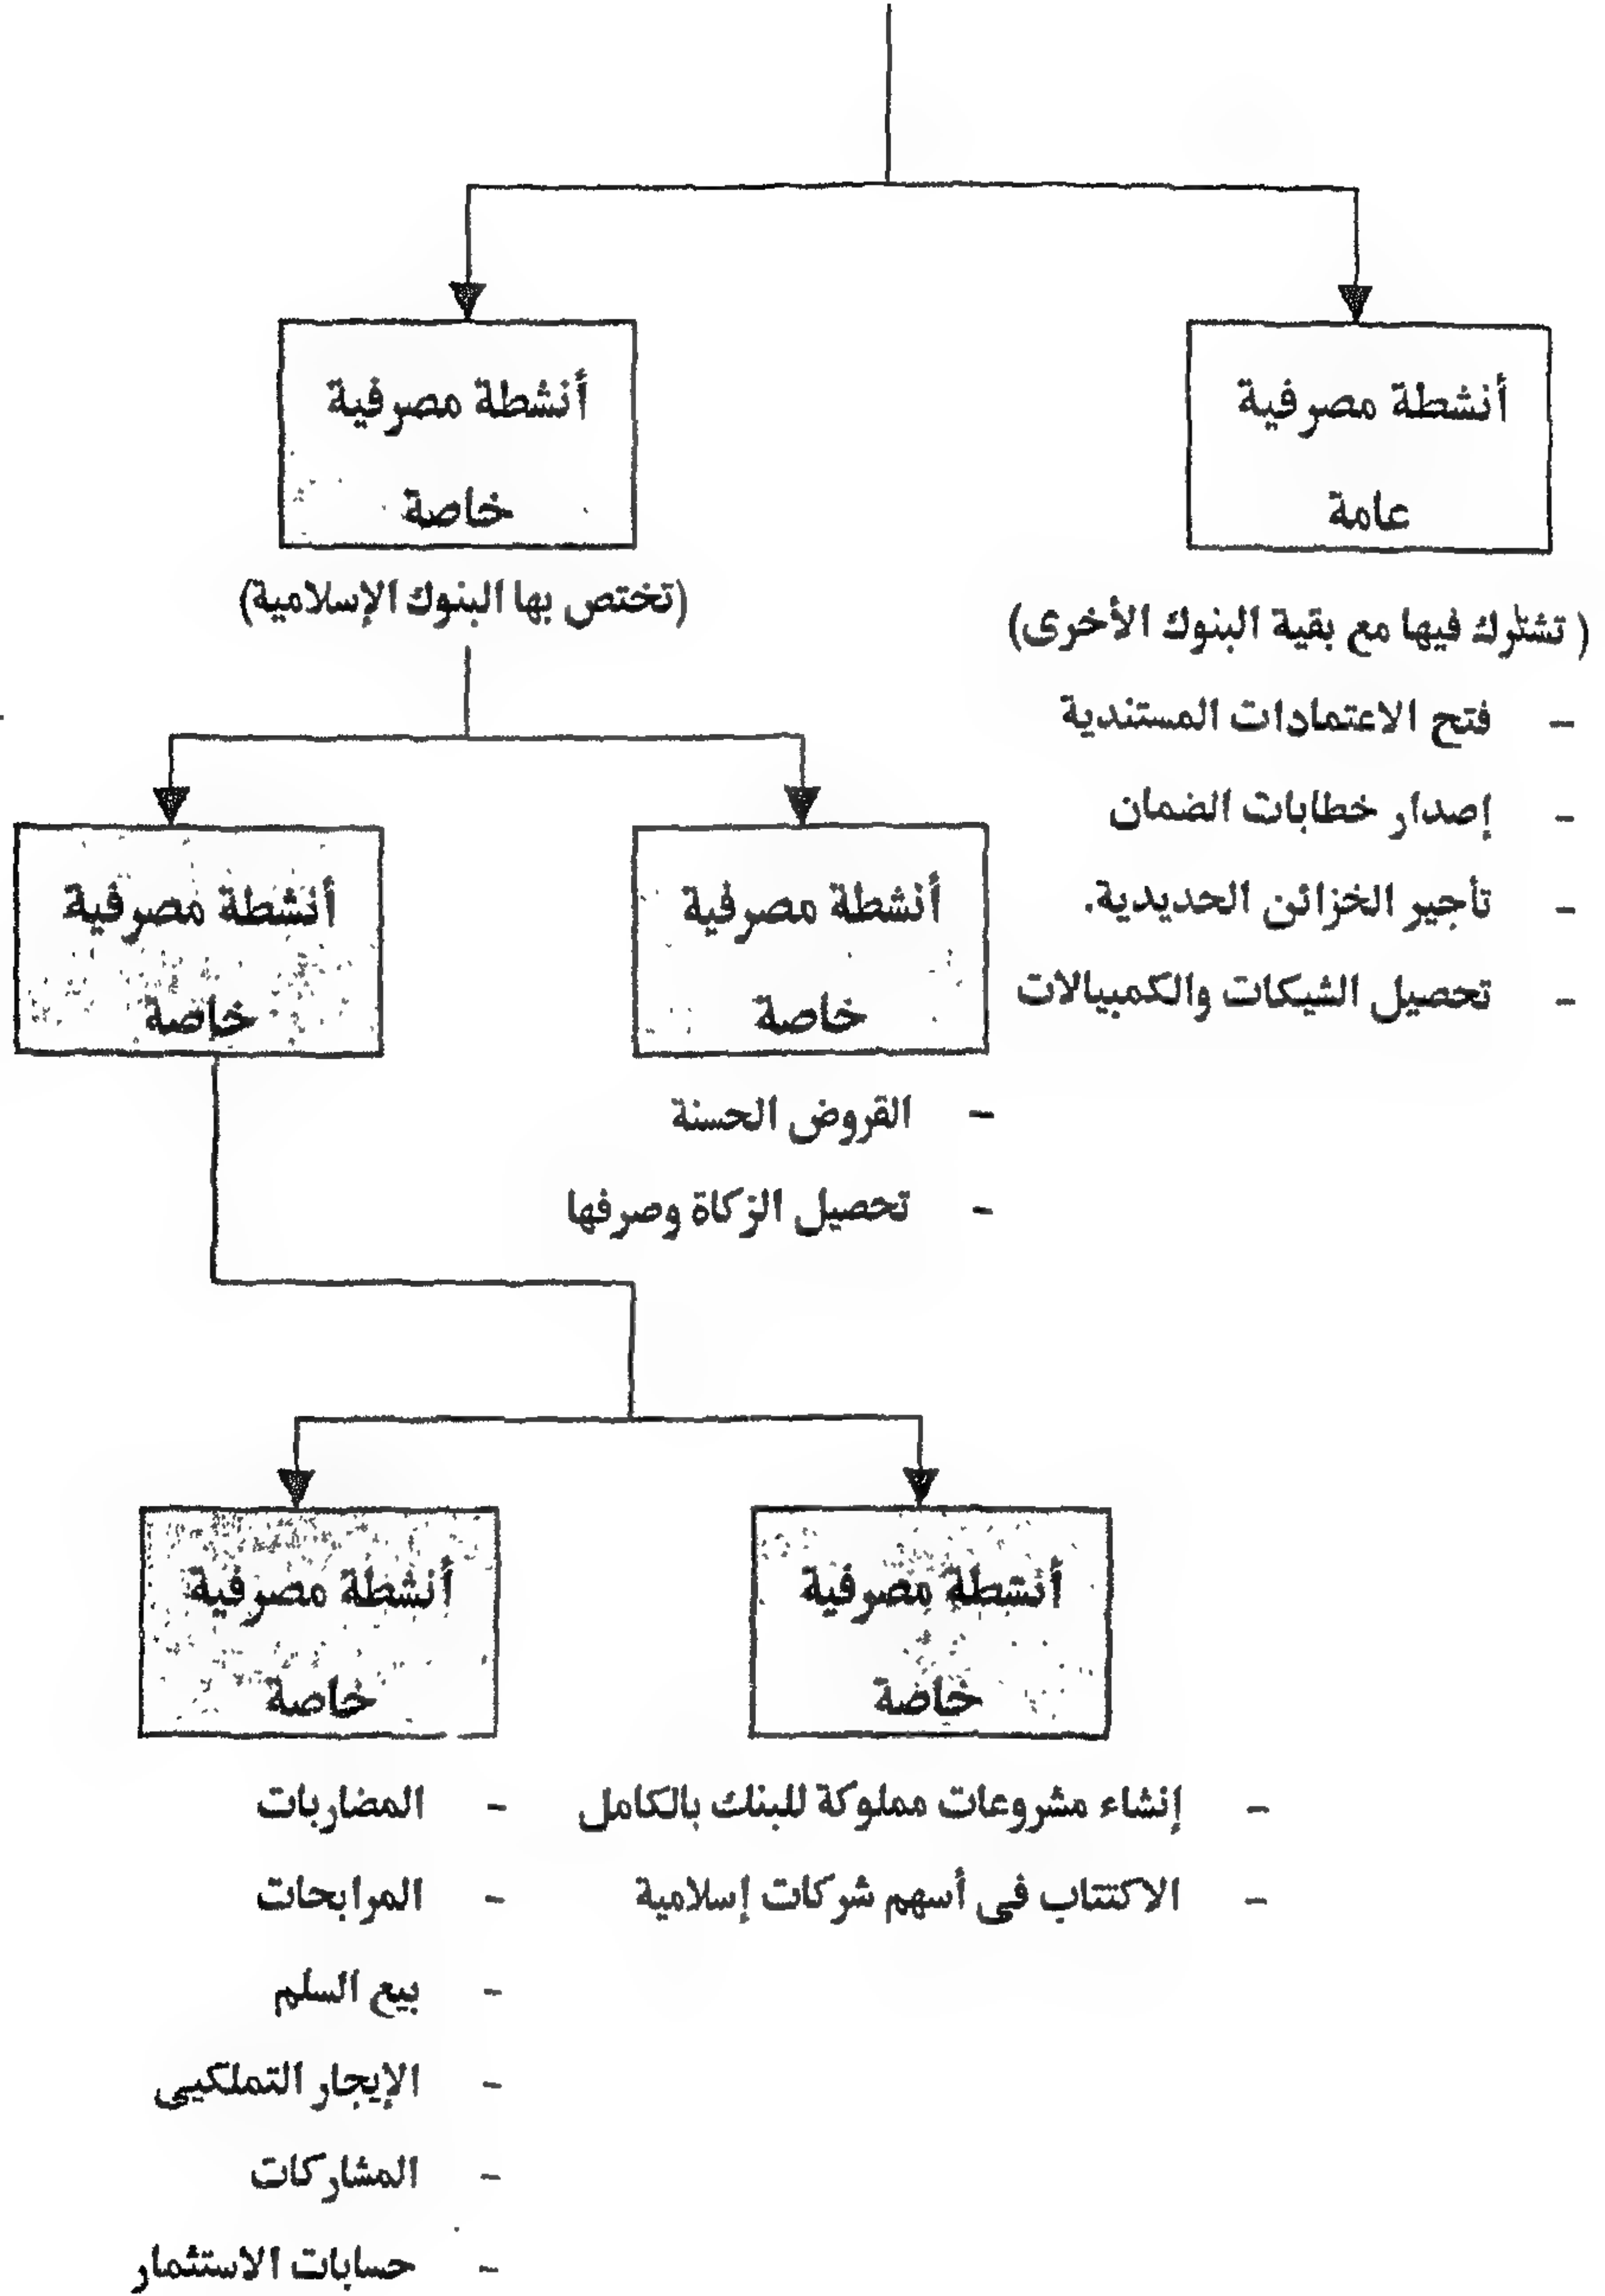 أنشطة مصرفية
عامة
(تشترك فيها مع بقية البنوك الأخرى)
- فتح الاعتمادات المستندية
- إصدار خطابات الضمان
- تأجير الخزائن الحديدية.
- تحصيل الشيكات والكمبيالات
أنشطة مصرفية
خاصة
(تختص بها البنوك الإسلامية)
أنشطة مصرفية
خاصة
- القروض الحسنة
- تحصيل الزكاة وصرفها
أنشطة مصرفية
خاصة
أنشطة مصرفية
خاصة
- إنشاء مشروعات مملوكة للبنك بالكامل
- الاكتتاب فى أسهم شركات إسلامية
أنشطة مصرفية
خاصة
- المضاربات
- المرابحات
- بيع السلم
- الإيجار التملكيى
- المشاركات
- حسابات الاستثمار